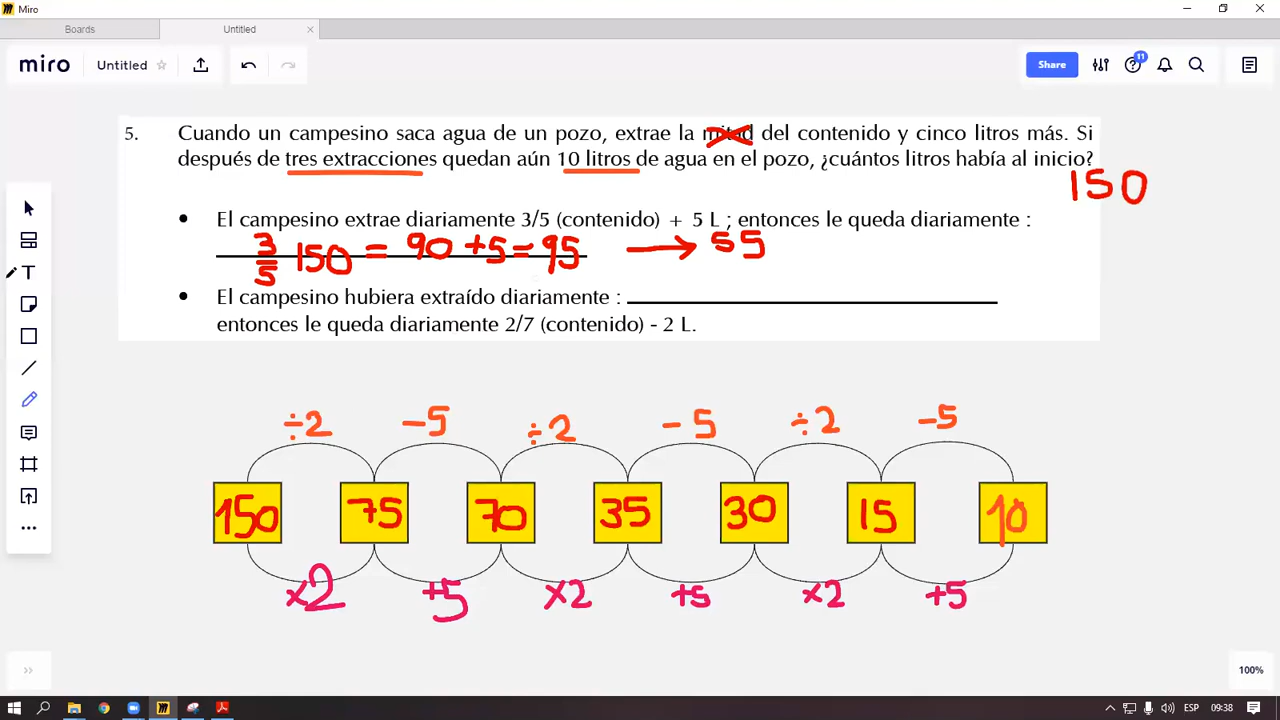 Miro
Boards
Untitled
miro
Untitled
Share
11
5. Cuando un campesino saca agua de un pozo, extrae la mitad del contenido y cinco litros más. Si
después de tres extracciones quedan aún 10 litros de agua en el pozo, ¿cuántos litros había al inicio?
150
• El campesino extrae diariamente 3/5 (contenido) + 5 L ; entonces le queda diariamente :
3/5 150 = 90 + 5 = 95 → 55
• El campesino hubiera extraído diariamente :
entonces le queda diariamente 2/7 (contenido) - 2 L.
÷2 -5 ÷2 -5 ÷2 -5
150 75 70 35 30 15 10
x2 +5 x2 +5 x2 +5
100%
ESP
09:38